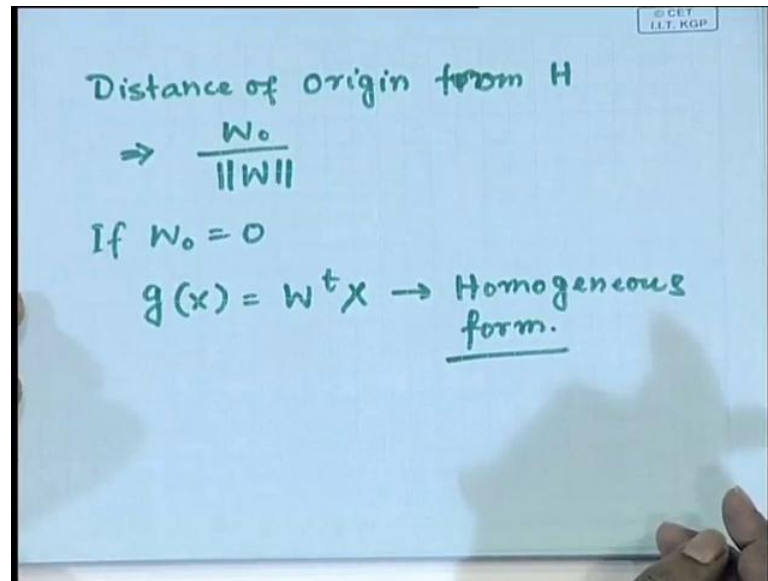 © CET
I.I.T. KGP
Distance of origin from H
⇒ W₀ / ||W||
If W₀ = 0
g(x) = Wᵗx → Homogeneous
form.